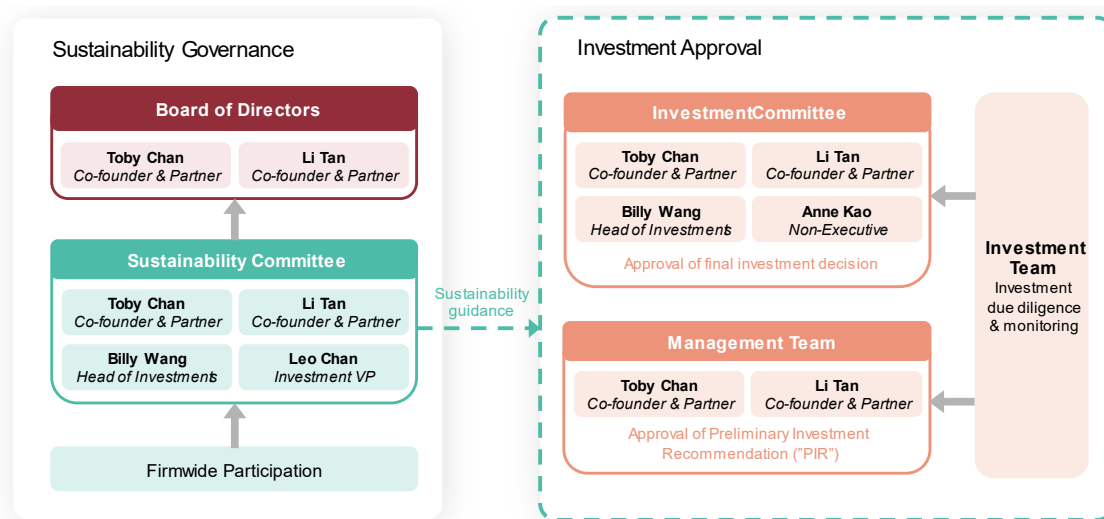 Sustainability Governance
Board of Directors
Toby Chan
Co-founder & Partner
Li Tan
Co-founder & Partner
Sustainability Committee
Toby Chan
Co-founder & Partner
Li Tan
Co-founder & Partner
Billy Wang
Head of Investments
Leo Chan
Investment VP
Firmwide Participation
Sustainability
guidance
Investment Approval
InvestmentCommittee
Toby Chan
Co-founder & Partner
Li Tan
Co-founder & Partner
Billy Wang
Head of Investments
Anne Kao
Non-Executive
Approval of final investment decision
Management Team
Toby Chan
Co-founder & Partner
Li Tan
Co-founder & Partner
Approval of Preliminary Investment
Recommendation ("PIR")
Investment
Team
Investment
due diligence
& monitoring